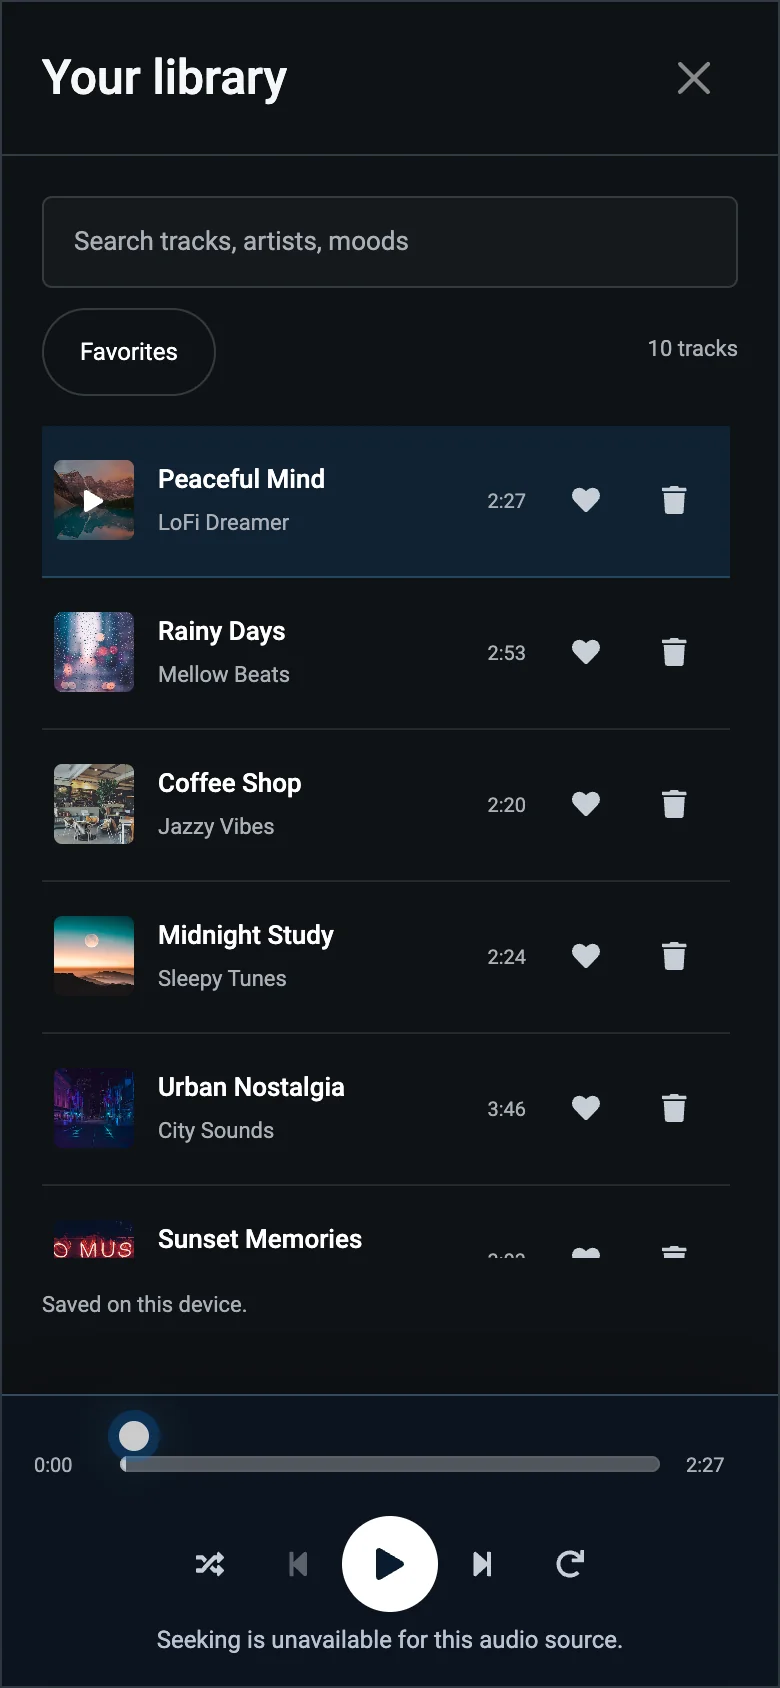 Your library
Search tracks, artists, moods
Favorites
10 tracks
Peaceful Mind
LoFi Dreamer
2:27
Rainy Days
Mellow Beats
2:53
Coffee Shop
Jazzy Vibes
2:20
Midnight Study
Sleepy Tunes
2:24
Urban Nostalgia
City Sounds
3:46
O MUS
Sunset Memories
Saved on this device.
0:00
2:27
Seeking is unavailable for this audio source.